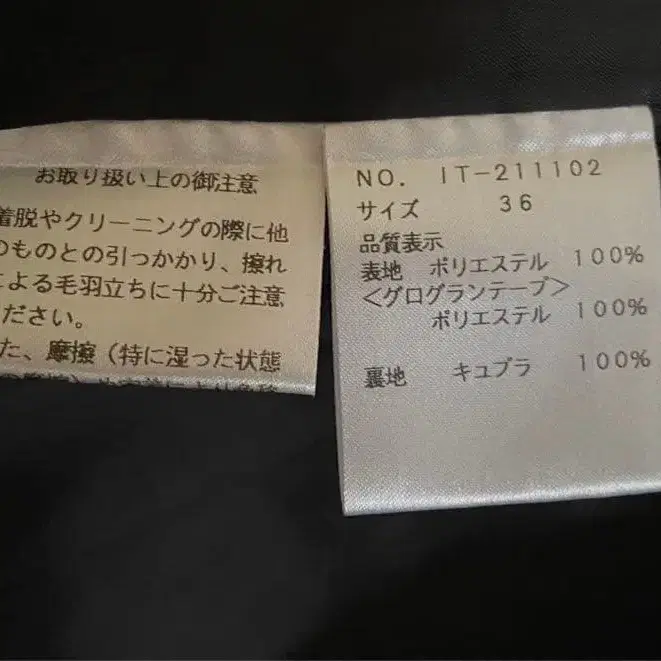 お取り扱い上の御注意
着脱やクリーニングの際に他
のものとの引っかかり、擦れ
による毛羽立ちに十分ご注意
ださい。
た、摩擦（特に湿った状態
NO. IT-211102
サイズ 36
品質表示
表地 ポリエステル 100%
<グログランテープ>
ポリエステル 100%
裏地 キュプラ 100%